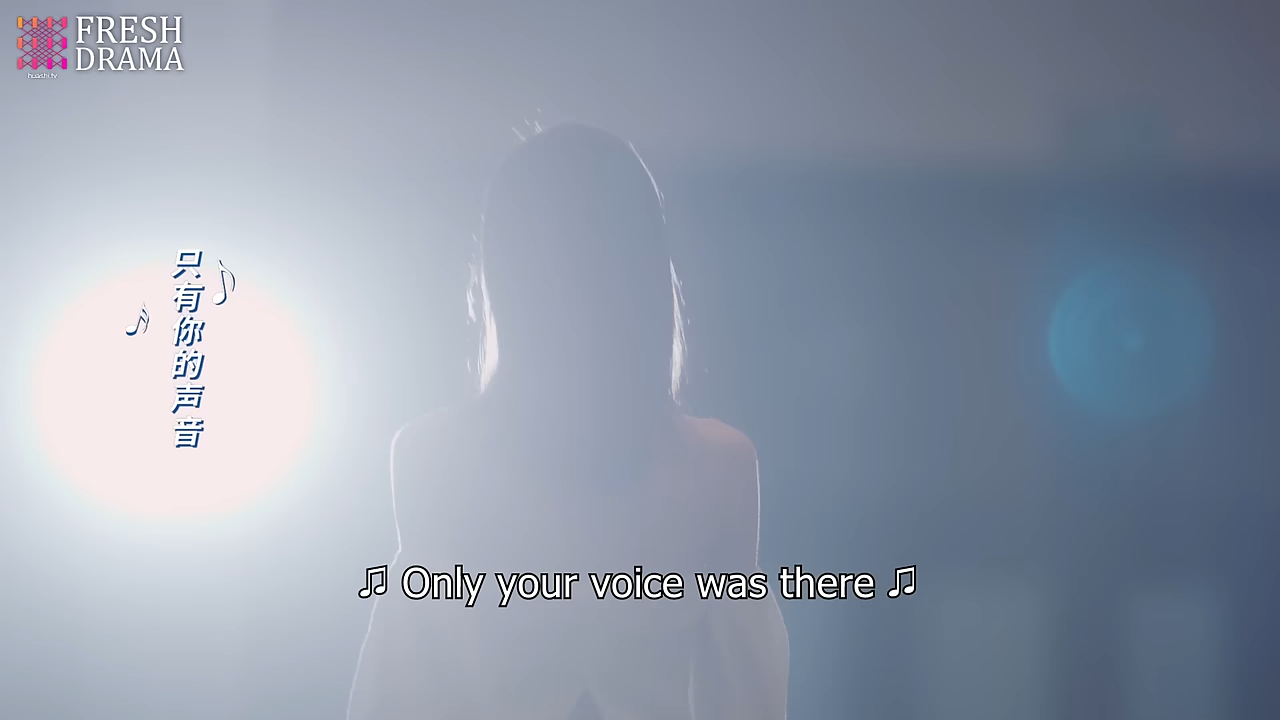 FRESH
DRAMA
huashi.tv
只有你的声音
♫ Only your voice was there ♫